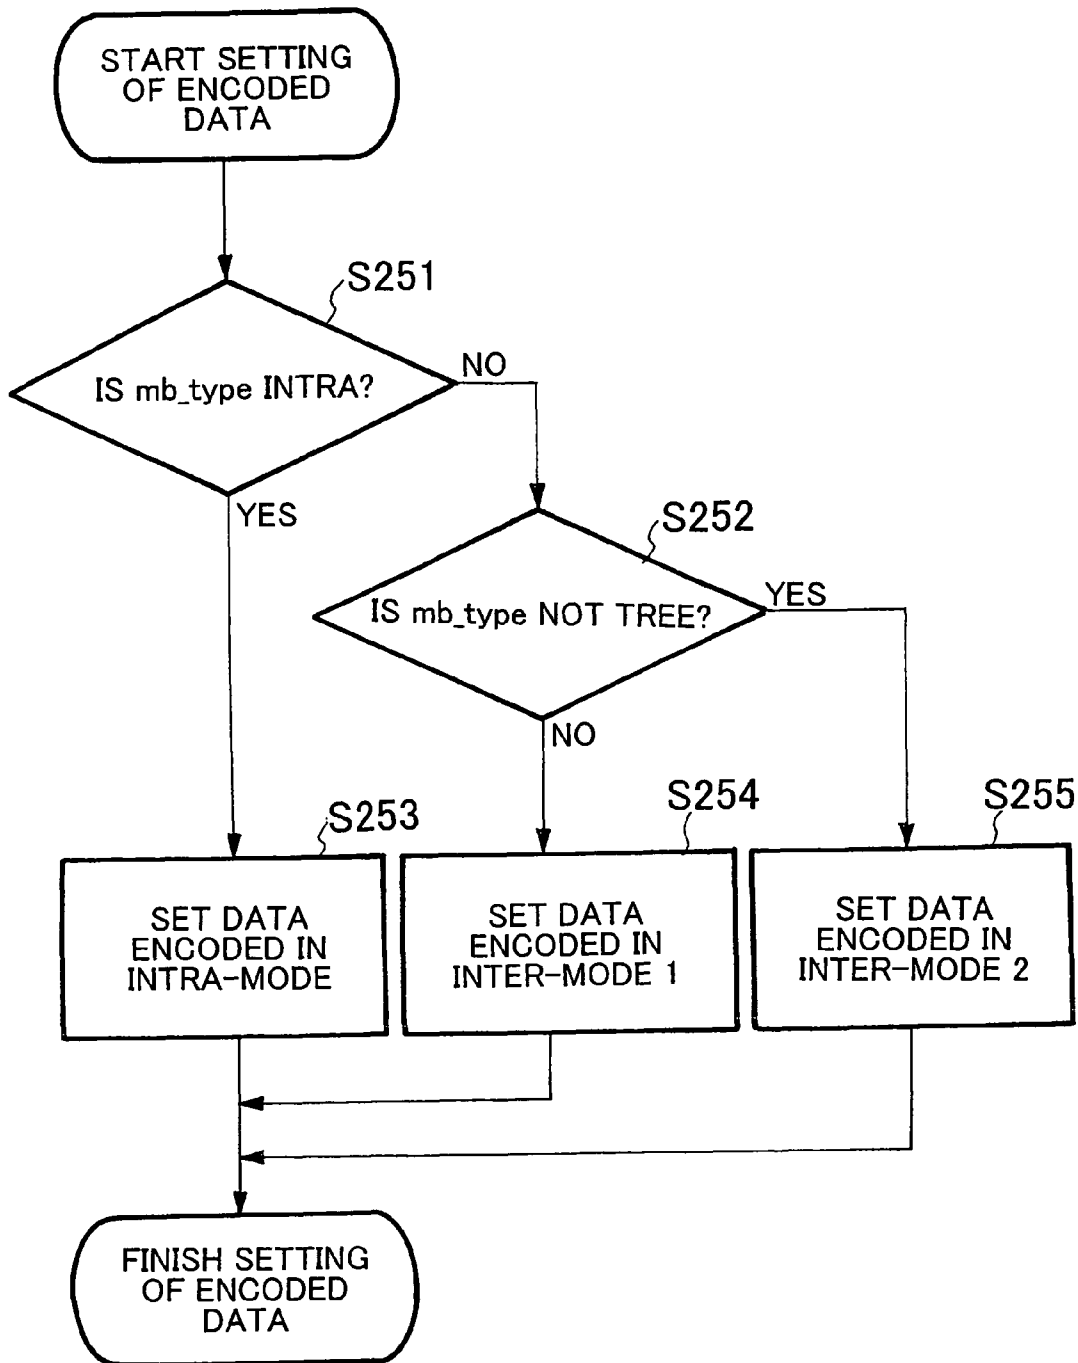 START SETTING
OF ENCODED
DATA
S251
IS mb_type INTRA?
NO
YES
S252
IS mb_type NOT TREE?
YES
NO
S253
S254
S255
SET DATA
ENCODED IN
INTRA-MODE
SET DATA
ENCODED IN
INTER-MODE 1
SET DATA
ENCODED IN
INTER-MODE 2
FINISH SETTING
OF ENCODED
DATA